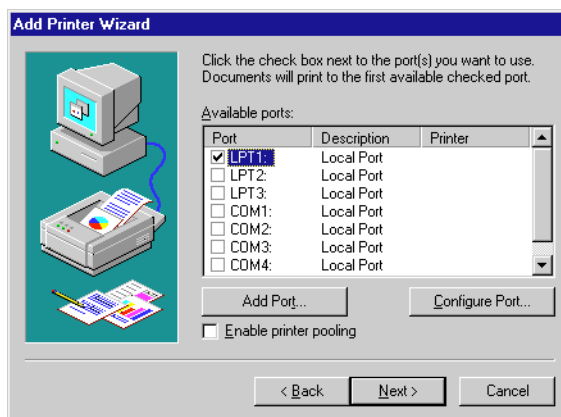 Add Printer Wizard
Click the check box next to the port(s) you want to use.
Documents will print to the first available checked port.
Available ports:
Port Description Printer
LPT1: Local Port
LPT2: Local Port
LPT3: Local Port
COM1: Local Port
COM2: Local Port
COM3: Local Port
COM4: Local Port
Add Port... Configure Port...
Enable printer pooling
< Back Next > Cancel